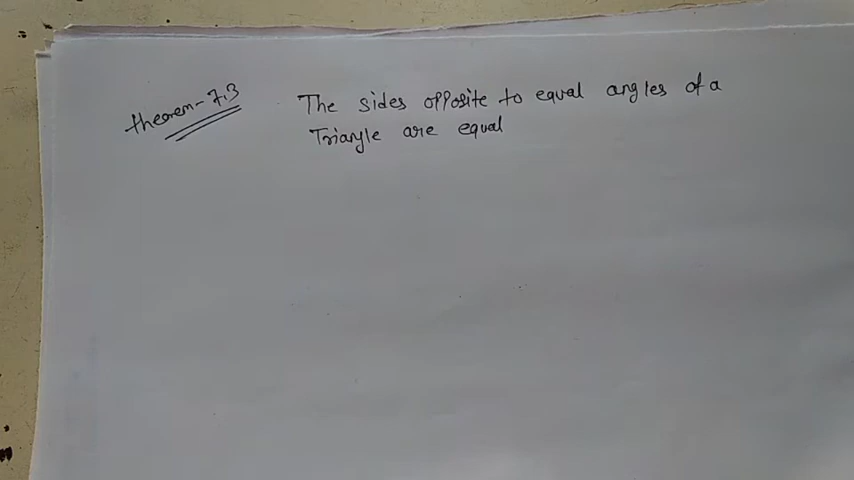 theorem-7.3
The sides opposite to equal angles of a
Triangle are equal